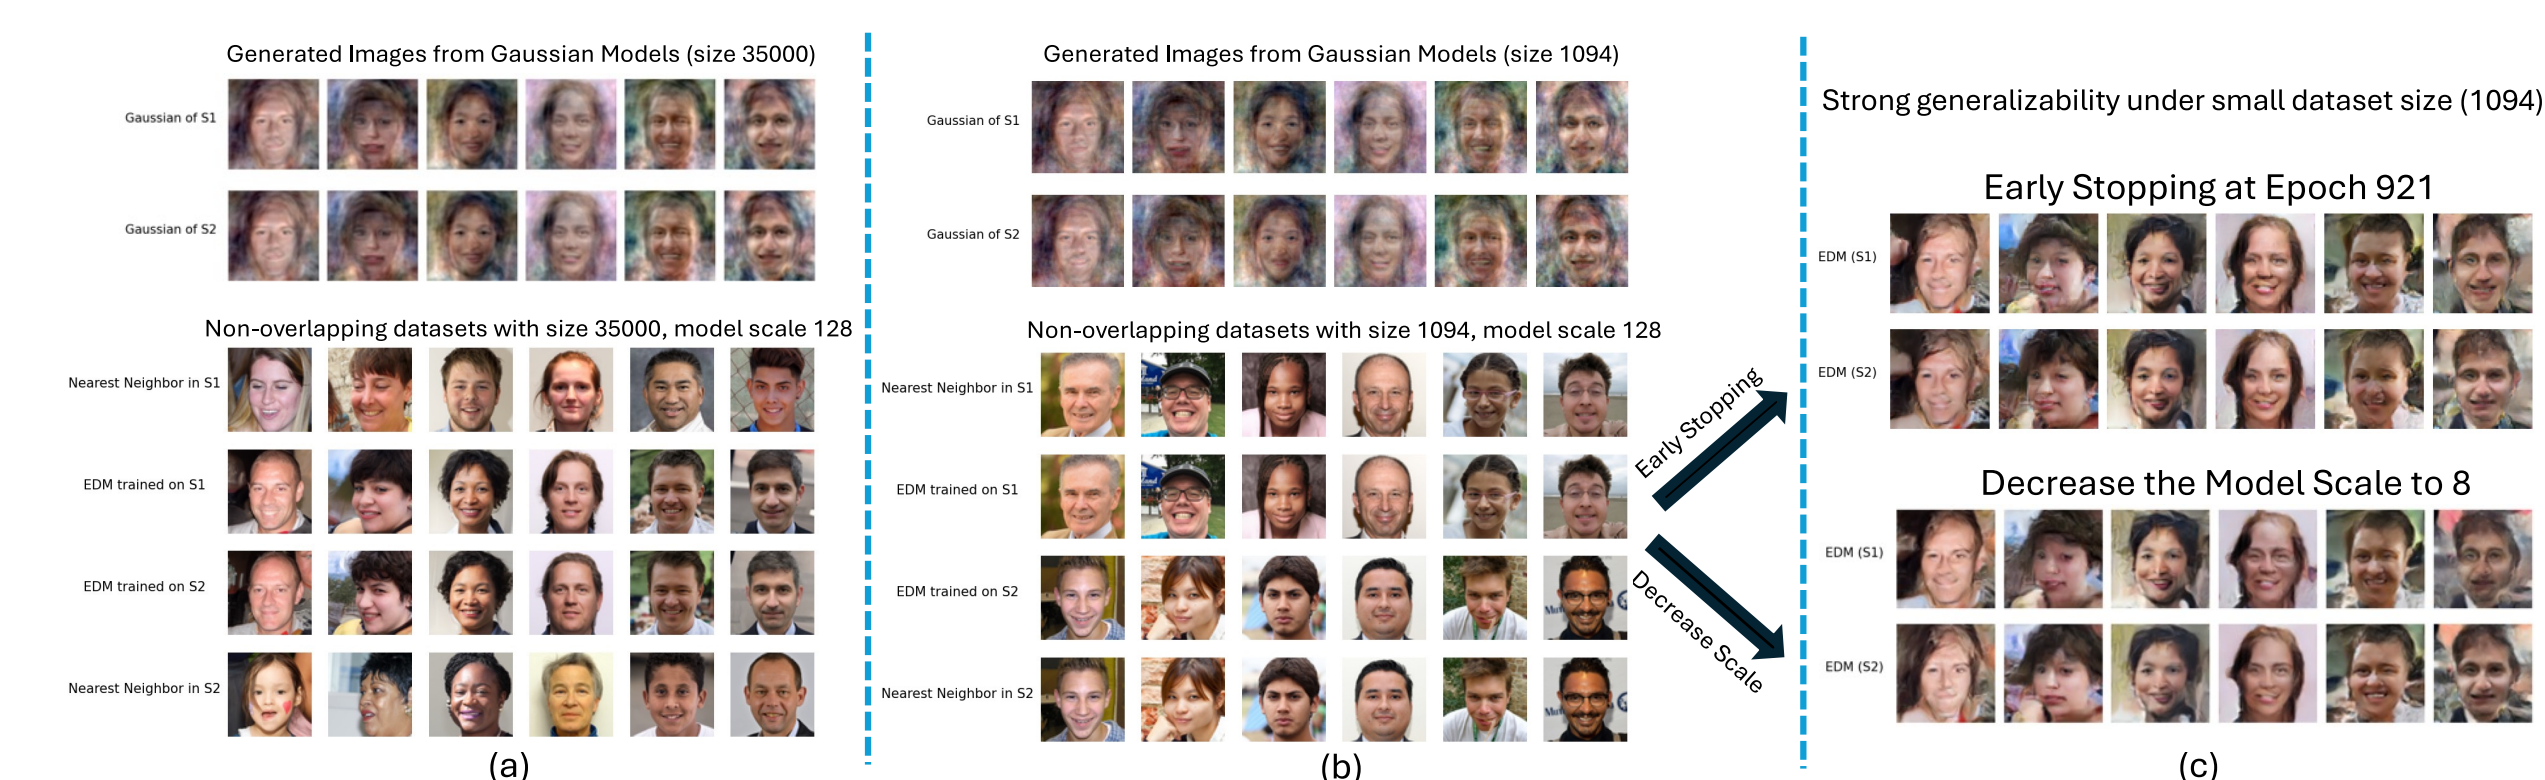 Generated Images from Gaussian Models (size 35000)
Gaussian of S1
Gaussian of S2
Non-overlapping datasets with size 35000, model scale 128
Nearest Neighbor in S1
EDM trained on S1
EDM trained on S2
Nearest Neighbor in S2
(a)
Generated Images from Gaussian Models (size 1094)
Gaussian of S1
Gaussian of S2
Non-overlapping datasets with size 1094, model scale 128
Nearest Neighbor in S1
EDM trained on S1
EDM trained on S2
Nearest Neighbor in S2
(b)
Early Stopping
Decrease Scale
Strong generalizability under small dataset size (1094)
Early Stopping at Epoch 921
EDM (S1)
EDM (S2)
Decrease the Model Scale to 8
EDM (S1)
EDM (S2)
(c)